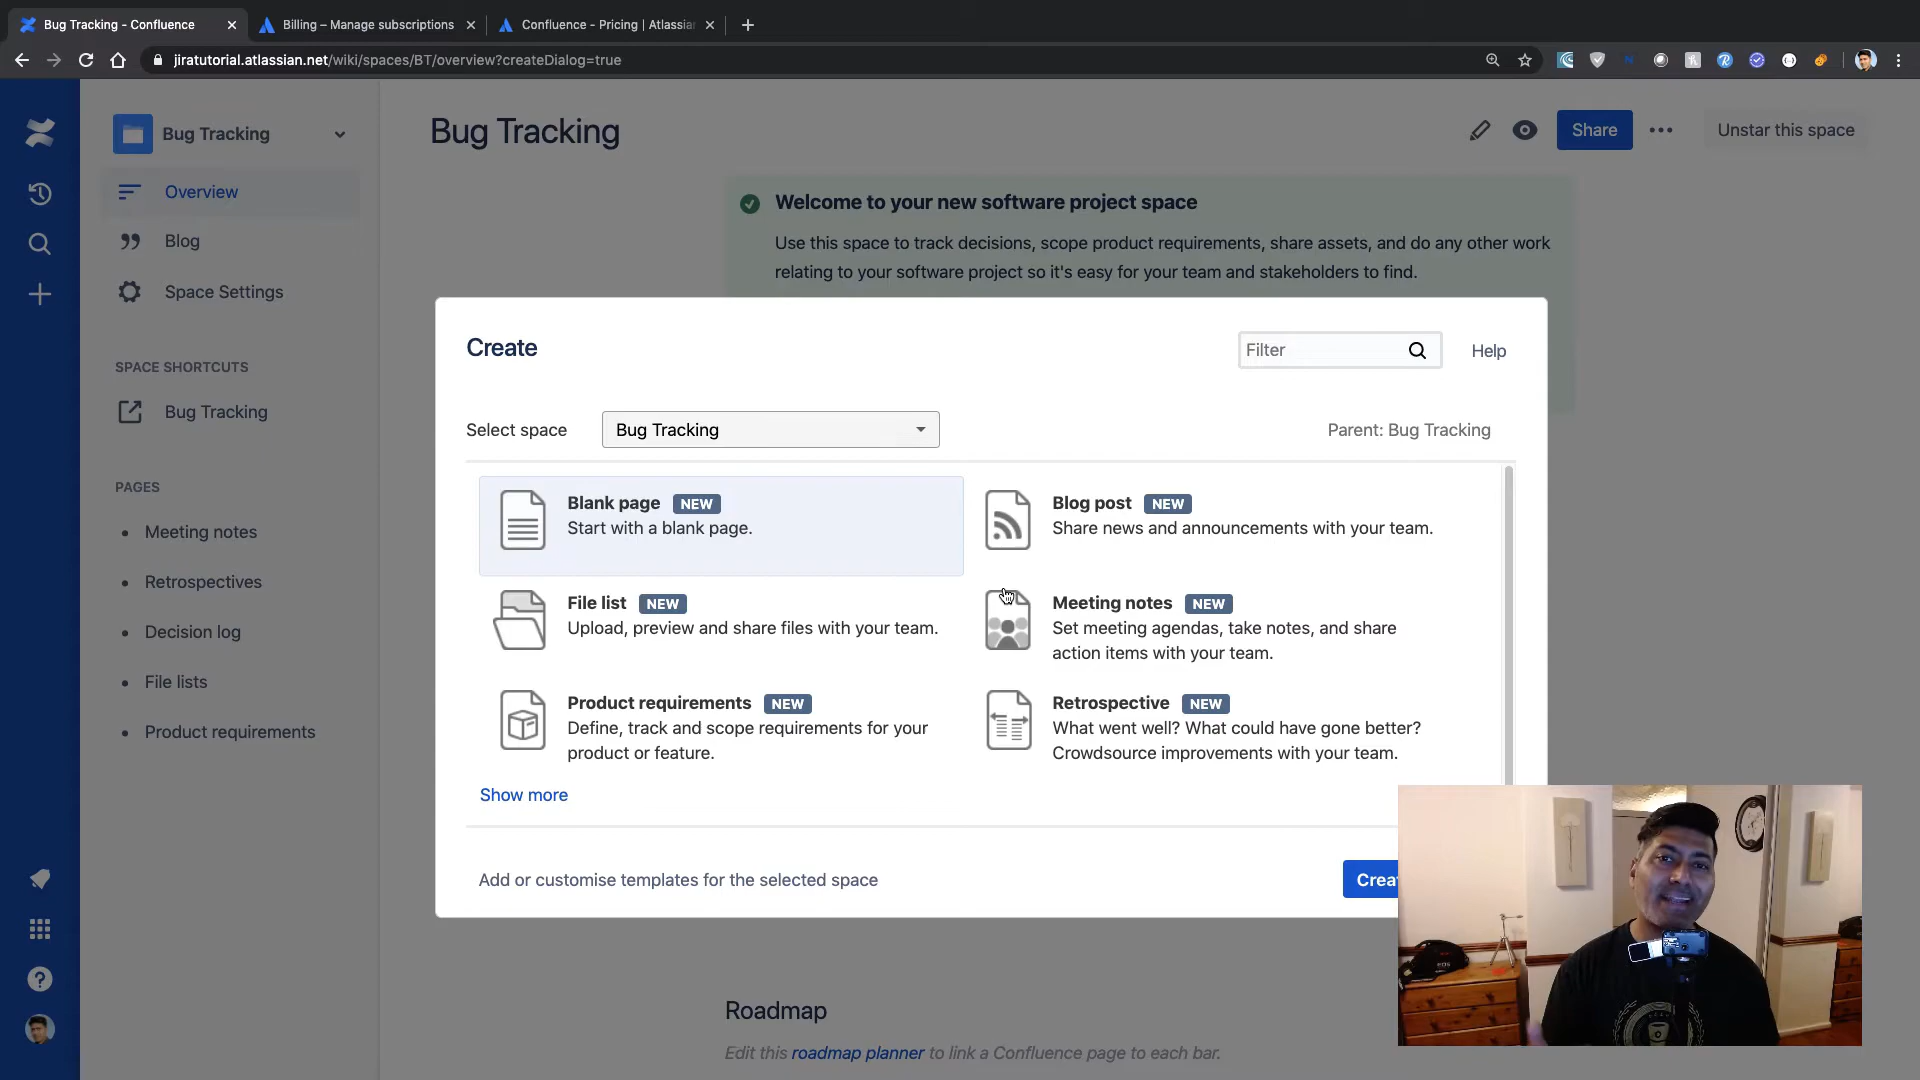 Bug Tracking - Confluence
Billing – Manage subscriptions
Confluence - Pricing | Atlassian
jiratutorial.atlassian.net/wiki/spaces/BT/overview?createDialog=true
Bug Tracking
Overview
Blog
Space Settings
SPACE SHORTCUTS
Bug Tracking
PAGES
Meeting notes
Retrospectives
Decision log
File lists
Product requirements
Bug Tracking
Share
Unstar this space
Welcome to your new software project space
Use this space to track decisions, scope product requirements, share assets, and do any other work
relating to your software project so it's easy for your team and stakeholders to find.
Create
Filter
Help
Select space
Bug Tracking
Parent: Bug Tracking
Blank page NEW
Start with a blank page.
Blog post NEW
Share news and announcements with your team.
File list NEW
Upload, preview and share files with your team.
Meeting notes NEW
Set meeting agendas, take notes, and share
action items with your team.
Product requirements NEW
Define, track and scope requirements for your
product or feature.
Retrospective NEW
What went well? What could have gone better?
Crowdsource improvements with your team.
Show more
Add or customise templates for the selected space
Creat
Roadmap
Edit this roadmap planner to link a Confluence page to each bar.